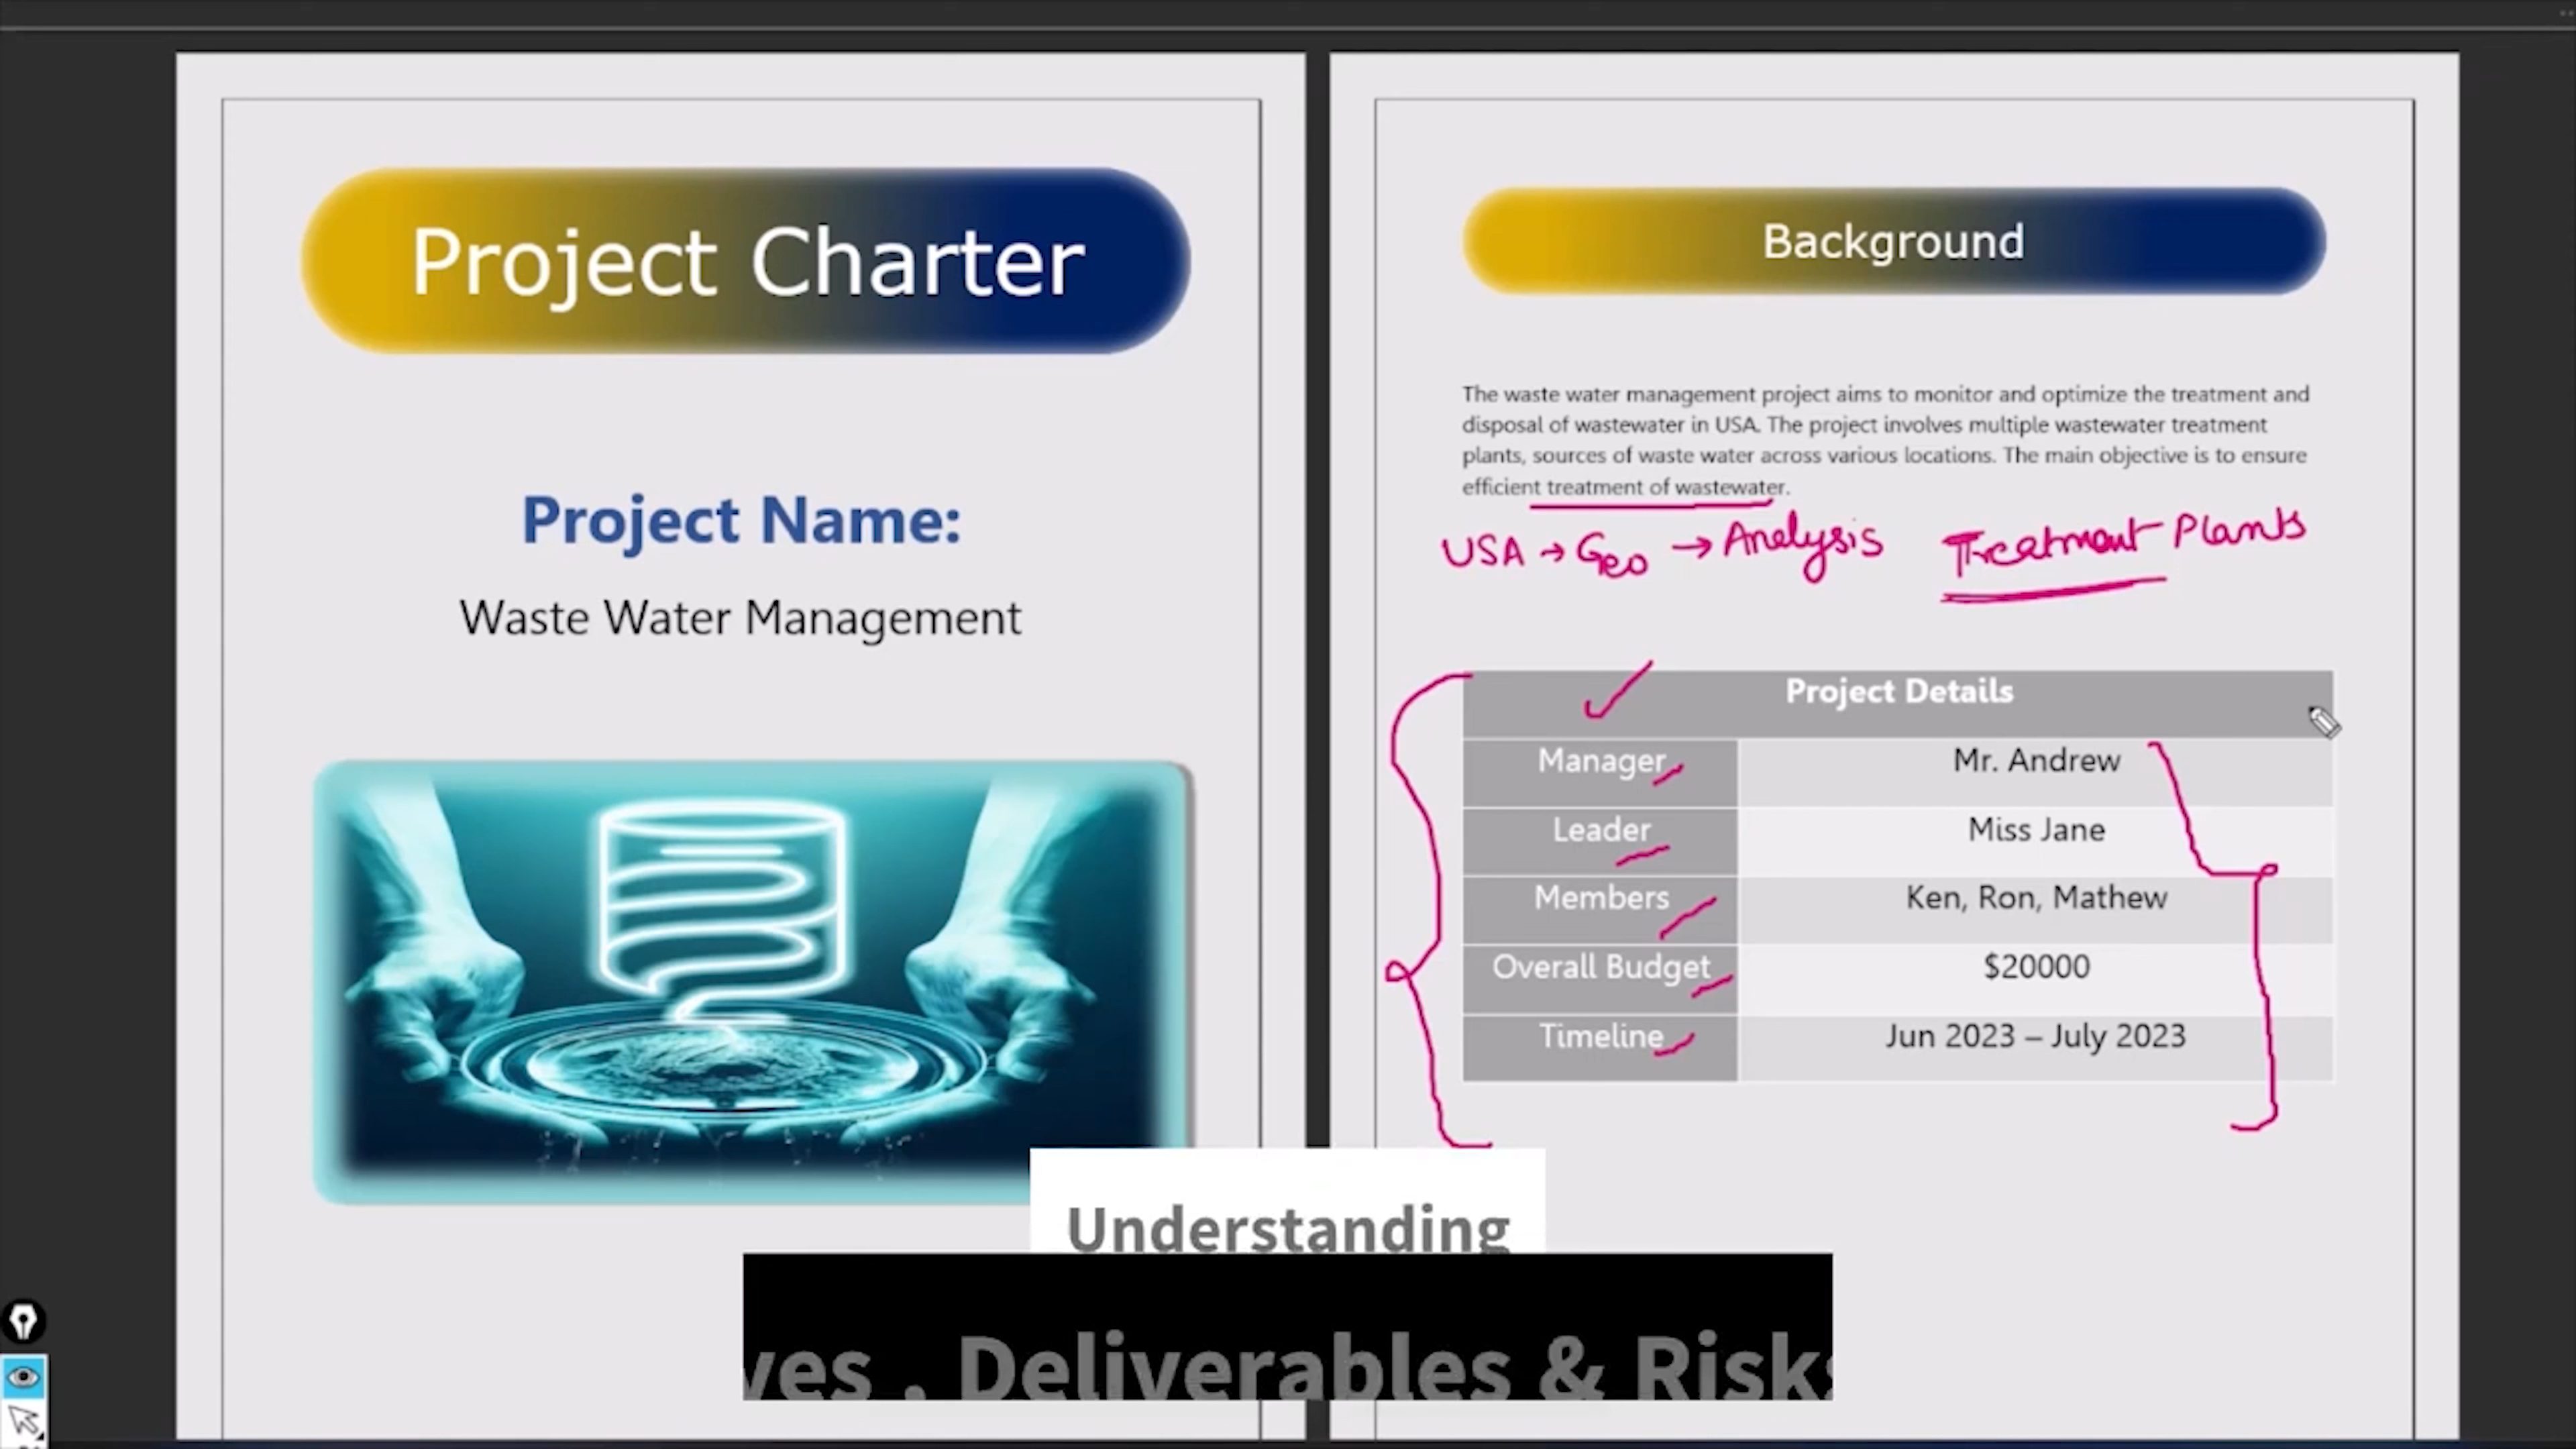 Project Charter
Project Name:
Waste Water Management
Background
The waste water management project aims to monitor and optimize the treatment and
disposal of wastewater in USA. The project involves multiple wastewater treatment
plants, sources of waste water across various locations. The main objective is to ensure
efficient treatment of wastewater.
USA → Geo → Analysis Treatment Plants
Project Details
Manager Mr. Andrew
Leader Miss Jane
Members Ken, Ron, Mathew
Overall Budget $20000
Timeline Jun 2023 – July 2023
Understanding
, Deliverables & Risks